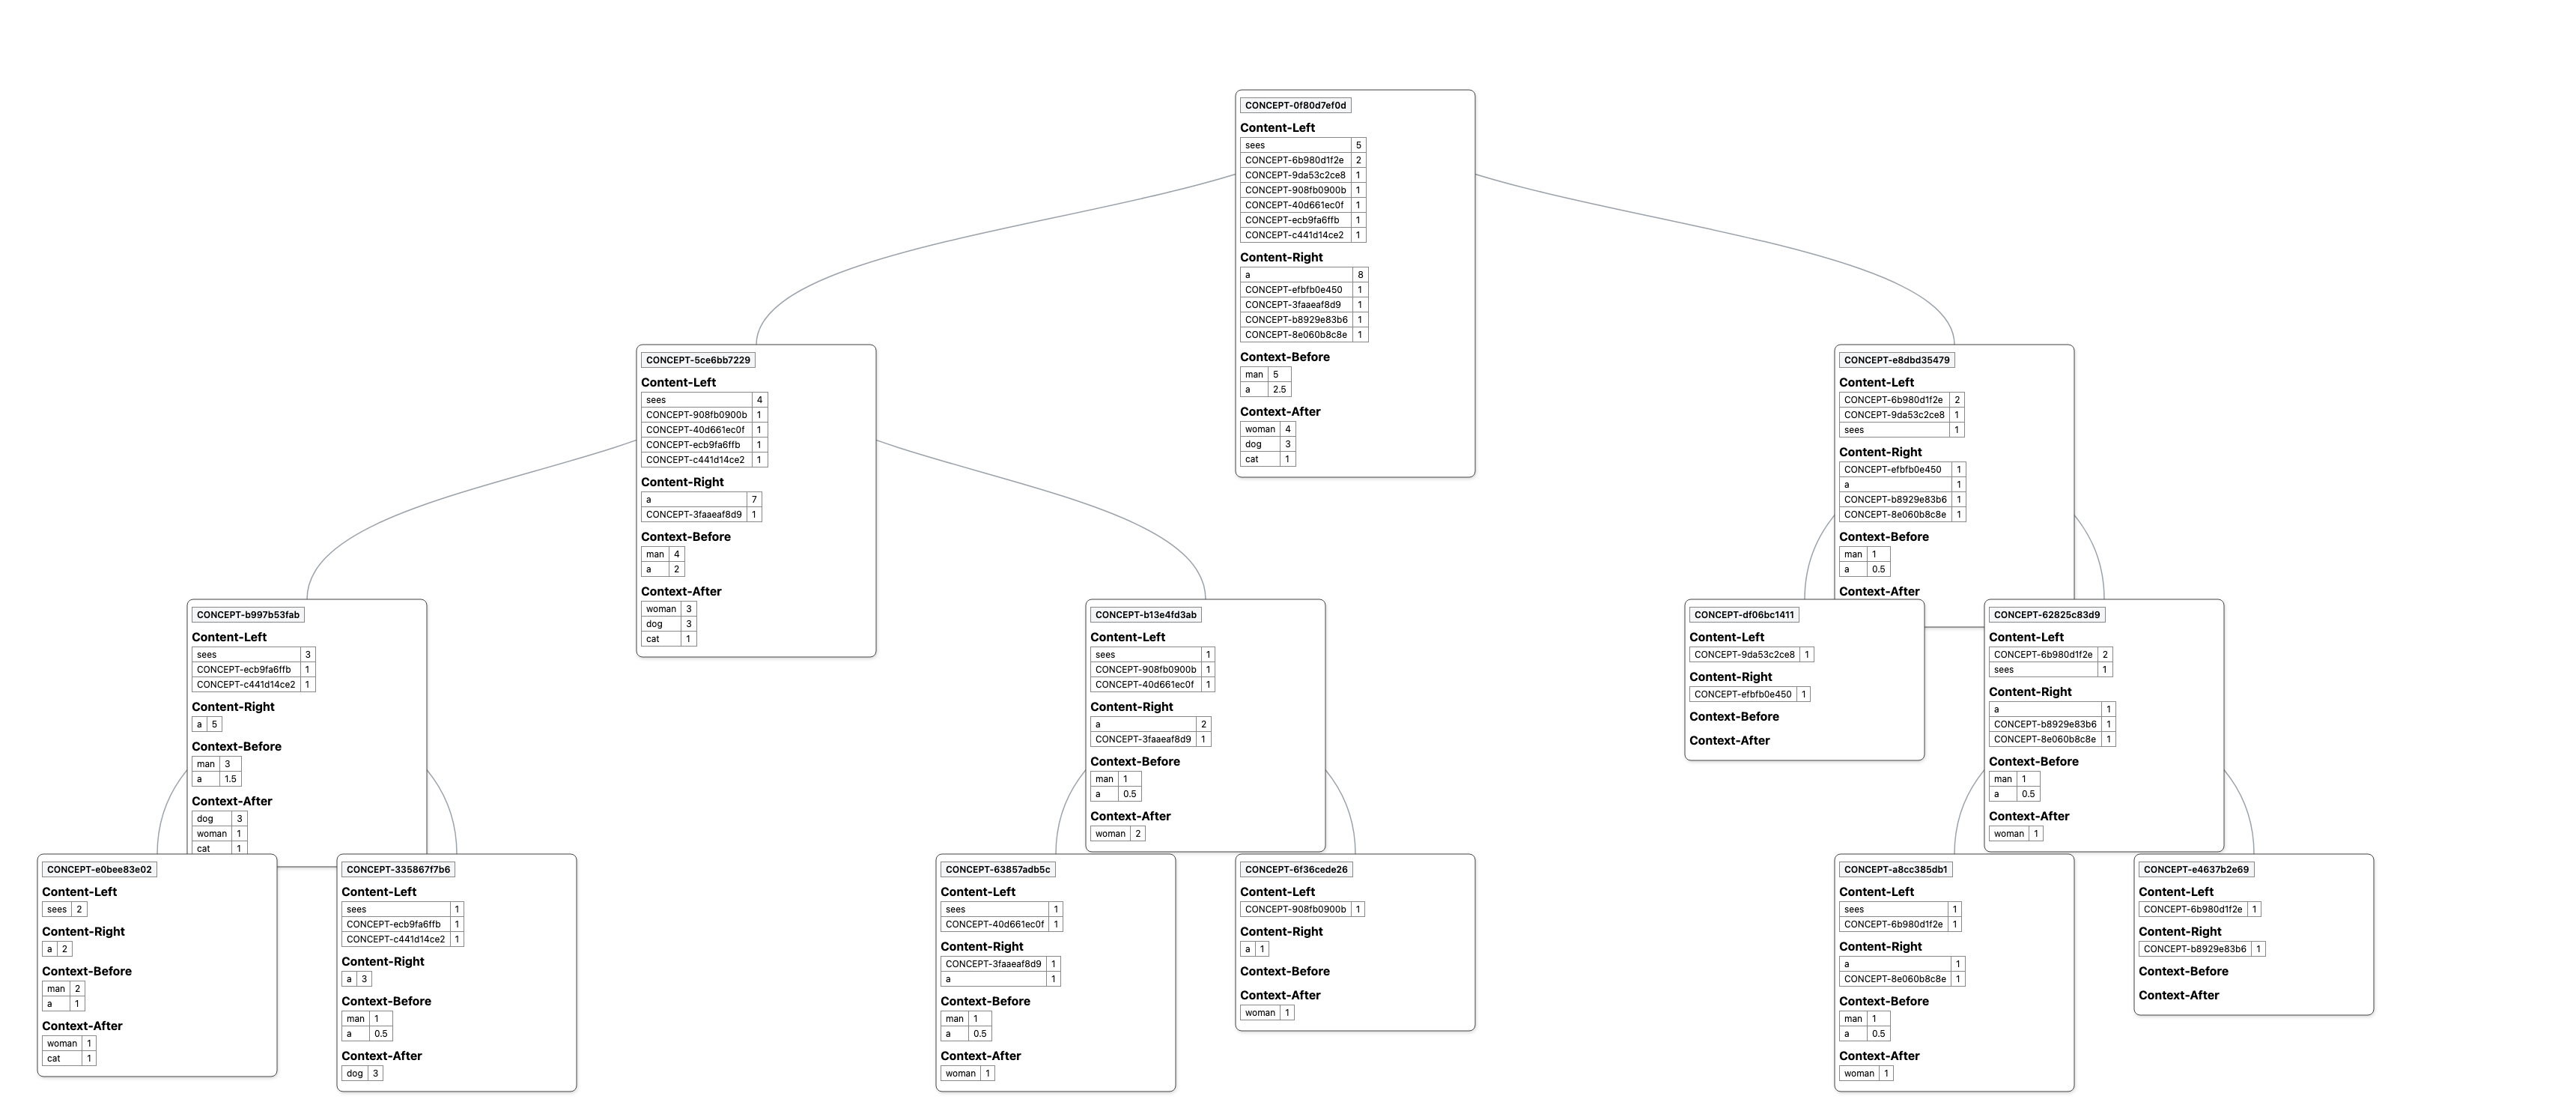 CONCEPT-0f80d7ef0d
Content-Left
sees 5
CONCEPT-6b980d1f2e 2
CONCEPT-9da53c2ce8 1
CONCEPT-908fb0900b 1
CONCEPT-40d661ec0f 1
CONCEPT-ecb9fa6ffb 1
CONCEPT-c441d14ce2 1
Content-Right
a 8
CONCEPT-efbfb0e450 1
CONCEPT-3faaeaf8d9 1
CONCEPT-b8929e83b6 1
CONCEPT-8e060b8c8e 1
Context-Before
man 5
a 2.5
Context-After
woman 4
dog 3
cat 1
CONCEPT-5ce6bb7229
Content-Left
sees 4
CONCEPT-908fb0900b 1
CONCEPT-40d661ec0f 1
CONCEPT-ecb9fa6ffb 1
CONCEPT-c441d14ce2 1
Content-Right
a 7
CONCEPT-3faaeaf8d9 1
Context-Before
man 4
a 2
Context-After
woman 3
dog 3
cat 1
CONCEPT-e8dbd35479
Content-Left
CONCEPT-6b980d1f2e 2
CONCEPT-9da53c2ce8 1
sees 1
Content-Right
CONCEPT-efbfb0e450 1
a 1
CONCEPT-b8929e83b6 1
CONCEPT-8e060b8c8e 1
Context-Before
man 1
a 0.5
Context-After
CONCEPT-b997b53fab
Content-Left
sees 3
CONCEPT-ecb9fa6ffb 1
CONCEPT-c441d14ce2 1
Content-Right
a 5
Context-Before
man 3
a 1.5
Context-After
dog 3
woman 1
cat 1
CONCEPT-b13e4fd3ab
Content-Left
sees 1
CONCEPT-908fb0900b 1
CONCEPT-40d661ec0f 1
Content-Right
a 2
CONCEPT-3faaeaf8d9 1
Context-Before
man 1
a 0.5
Context-After
woman 2
CONCEPT-df06bc1411
Content-Left
CONCEPT-9da53c2ce8 1
Content-Right
CONCEPT-efbfb0e450 1
Context-Before
Context-After
CONCEPT-62825c83d9
Content-Left
CONCEPT-6b980d1f2e 2
sees 1
Content-Right
a 1
CONCEPT-b8929e83b6 1
CONCEPT-8e060b8c8e 1
Context-Before
man 1
a 0.5
Context-After
woman 1
CONCEPT-e0bee83e02
Content-Left
sees 2
Content-Right
a 2
Context-Before
man 2
a 1
Context-After
woman 1
cat 1
CONCEPT-335867f7b6
Content-Left
sees 1
CONCEPT-ecb9fa6ffb 1
CONCEPT-c441d14ce2 1
Content-Right
a 3
Context-Before
man 1
a 0.5
Context-After
dog 3
CONCEPT-63857adb5c
Content-Left
sees 1
CONCEPT-40d661ec0f 1
Content-Right
CONCEPT-3faaeaf8d9 1
a 1
Context-Before
man 1
a 0.5
Context-After
woman 1
CONCEPT-6f36cede26
Content-Left
CONCEPT-908fb0900b 1
Content-Right
a 1
Context-Before
Context-After
woman 1
CONCEPT-a8cc385db1
Content-Left
sees 1
CONCEPT-6b980d1f2e 1
Content-Right
a 1
CONCEPT-8e060b8c8e 1
Context-Before
man 1
a 0.5
Context-After
woman 1
CONCEPT-e4637b2e69
Content-Left
CONCEPT-6b980d1f2e 1
Content-Right
CONCEPT-b8929e83b6 1
Context-Before
Context-After